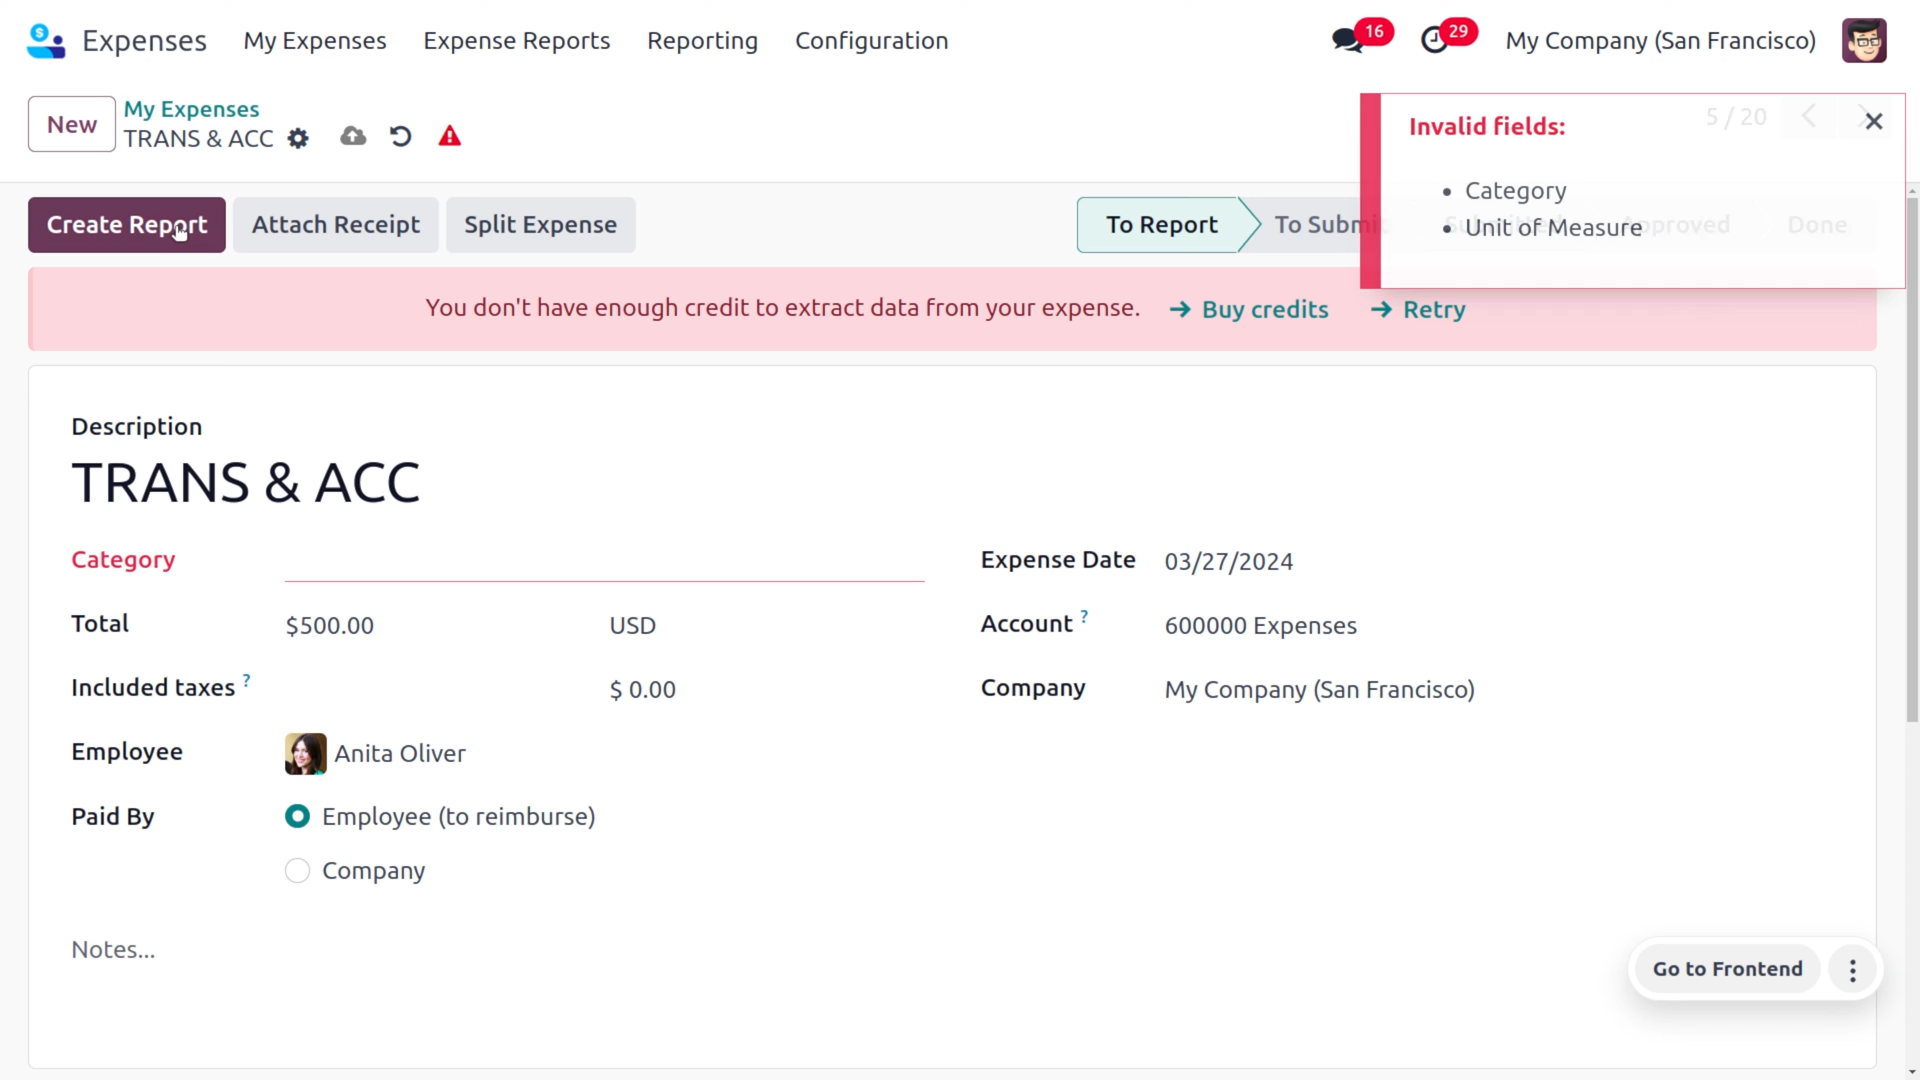 Expenses My Expenses Expense Reports Reporting Configuration 16 29 My Company (San Francisco)
New My Expenses
TRANS & ACC
5 / 20
Invalid fields:
• Category
• Unit of Measure
Create Report Attach Receipt Split Expense To Report To Submit Approved Done
You don't have enough credit to extract data from your expense. → Buy credits → Retry
Description
TRANS & ACC
Category Expense Date 03/27/2024
Total $500.00 USD Account ? 600000 Expenses
Included taxes ? $ 0.00 Company My Company (San Francisco)
Employee Anita Oliver
Paid By Employee (to reimburse)
Company
Notes...
Go to Frontend